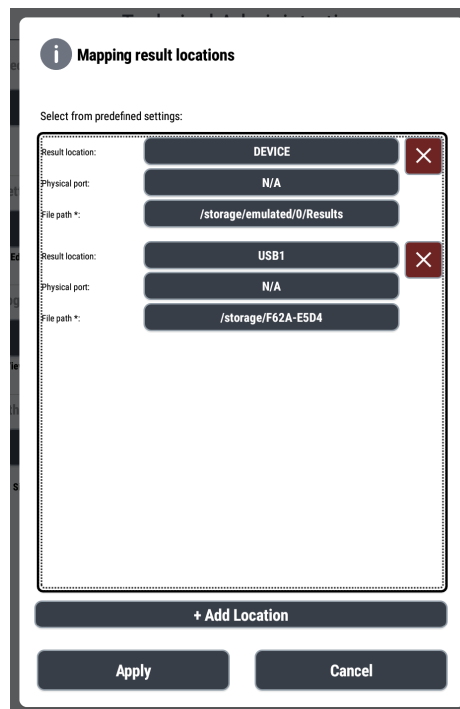 Mapping result locations
Select from predefined settings:
Result location: DEVICE
Physical port: N/A
File path *: /storage/emulated/0/Results
Result location: USB1
Physical port: N/A
File path *: /storage/F62A-E5D4
+ Add Location
Apply Cancel